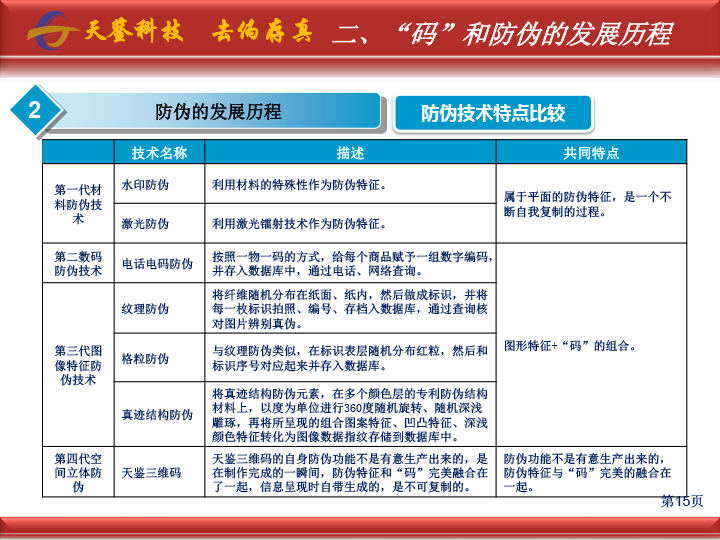 天鉴科技 去伪存真 二、“码”和防伪的发展历程
2 防伪的发展历程 防伪技术特点比较
技术名称 描述 共同特点
第一代材
料防伪技
术
水印防伪 利用材料的特殊性作为防伪特征。
激光防伪 利用激光镭射技术作为防伪特征。
属于平面的防伪特征，是一个不
断自我复制的过程。
第二数码
防伪技术
电话电码防伪
按照一物一码的方式，给每个商品赋予一组数字编码，
并存入数据库中，通过电话、网络查询。
第三代图
像特征防
伪技术
纹理防伪
将纤维随机分布在纸面、纸内，然后做成标识，并将
每一枚标识拍照、编号、存档入数据库，通过查询核
对图片辨别真伪。
格粒防伪
与纹理防伪类似，在标识表层随机分布红粒，然后和
标识序号对应起来并存入数据库。
真迹结构防伪
将真迹结构防伪元素，在多个颜色层的专利防伪结构
材料上，以度为单位进行360度随机旋转、随机深浅
雕琢，再将所呈现的组合图案特征、凹凸特征、深浅
颜色特征转化为图像数据指纹存储到数据库中。
图形特征+“码”的组合。
第四代空
间立体防
伪
天鉴三维码
天鉴三维码的自身防伪功能不是有意生产出来的，是
在制作完成的一瞬间，防伪特征和“码”完美融合在
了一起，信息呈现时自带生成的，是不可复制的。
防伪功能不是有意生产出来的，
防伪特征与“码”完美的融合在
一起。
第15页